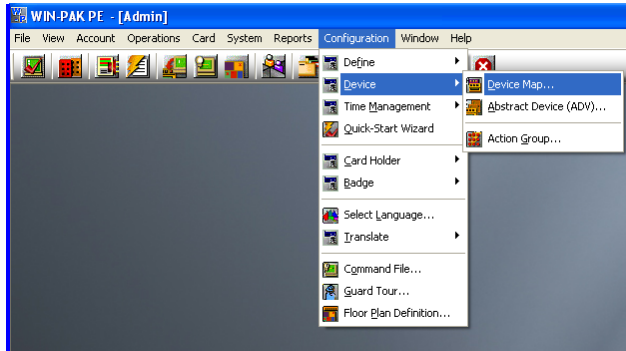 WIN-PAK PE - [Admin]
File View Account Operations Card System Reports Configuration Window Help
Define
Device
Time Management
Quick-Start Wizard
Card Holder
Badge
Select Language...
Translate
Command File...
Guard Tour...
Floor Plan Definition...
Device Map...
Abstract Device (ADV)...
Action Group...